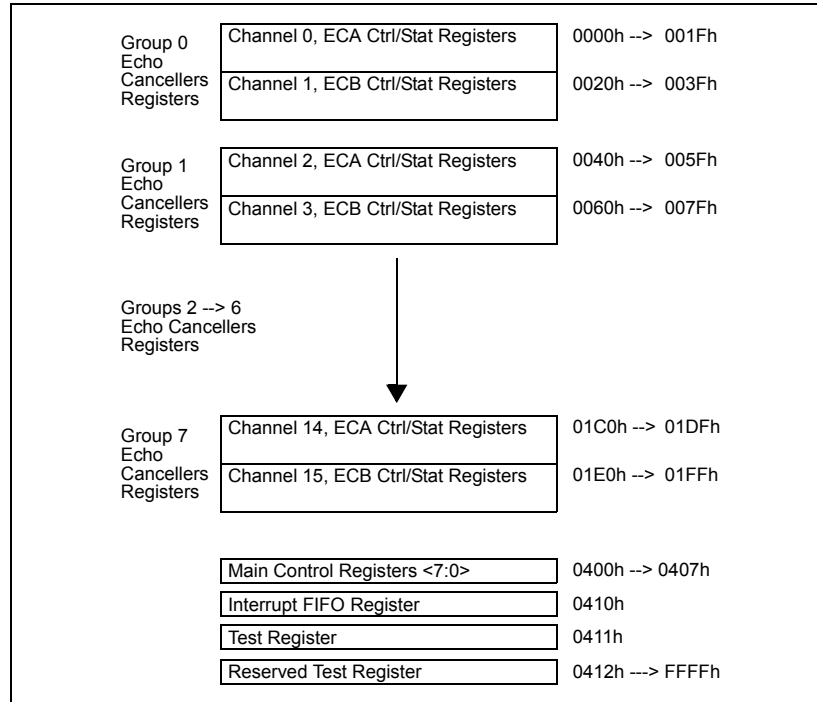 Group 0
Echo
Cancellers
Registers
Channel 0, ECA Ctrl/Stat Registers
0000h --> 001Fh
Channel 1, ECB Ctrl/Stat Registers
0020h --> 003Fh
Group 1
Echo
Cancellers
Registers
Channel 2, ECA Ctrl/Stat Registers
0040h --> 005Fh
Channel 3, ECB Ctrl/Stat Registers
0060h --> 007Fh
Groups 2 --> 6
Echo Cancellers
Registers
Group 7
Echo
Cancellers
Registers
Channel 14, ECA Ctrl/Stat Registers
01C0h --> 01DFh
Channel 15, ECB Ctrl/Stat Registers
01E0h --> 01FFh
Main Control Registers <7:0>
0400h --> 0407h
Interrupt FIFO Register
0410h
Test Register
0411h
Reserved Test Register
0412h ---> FFFFh